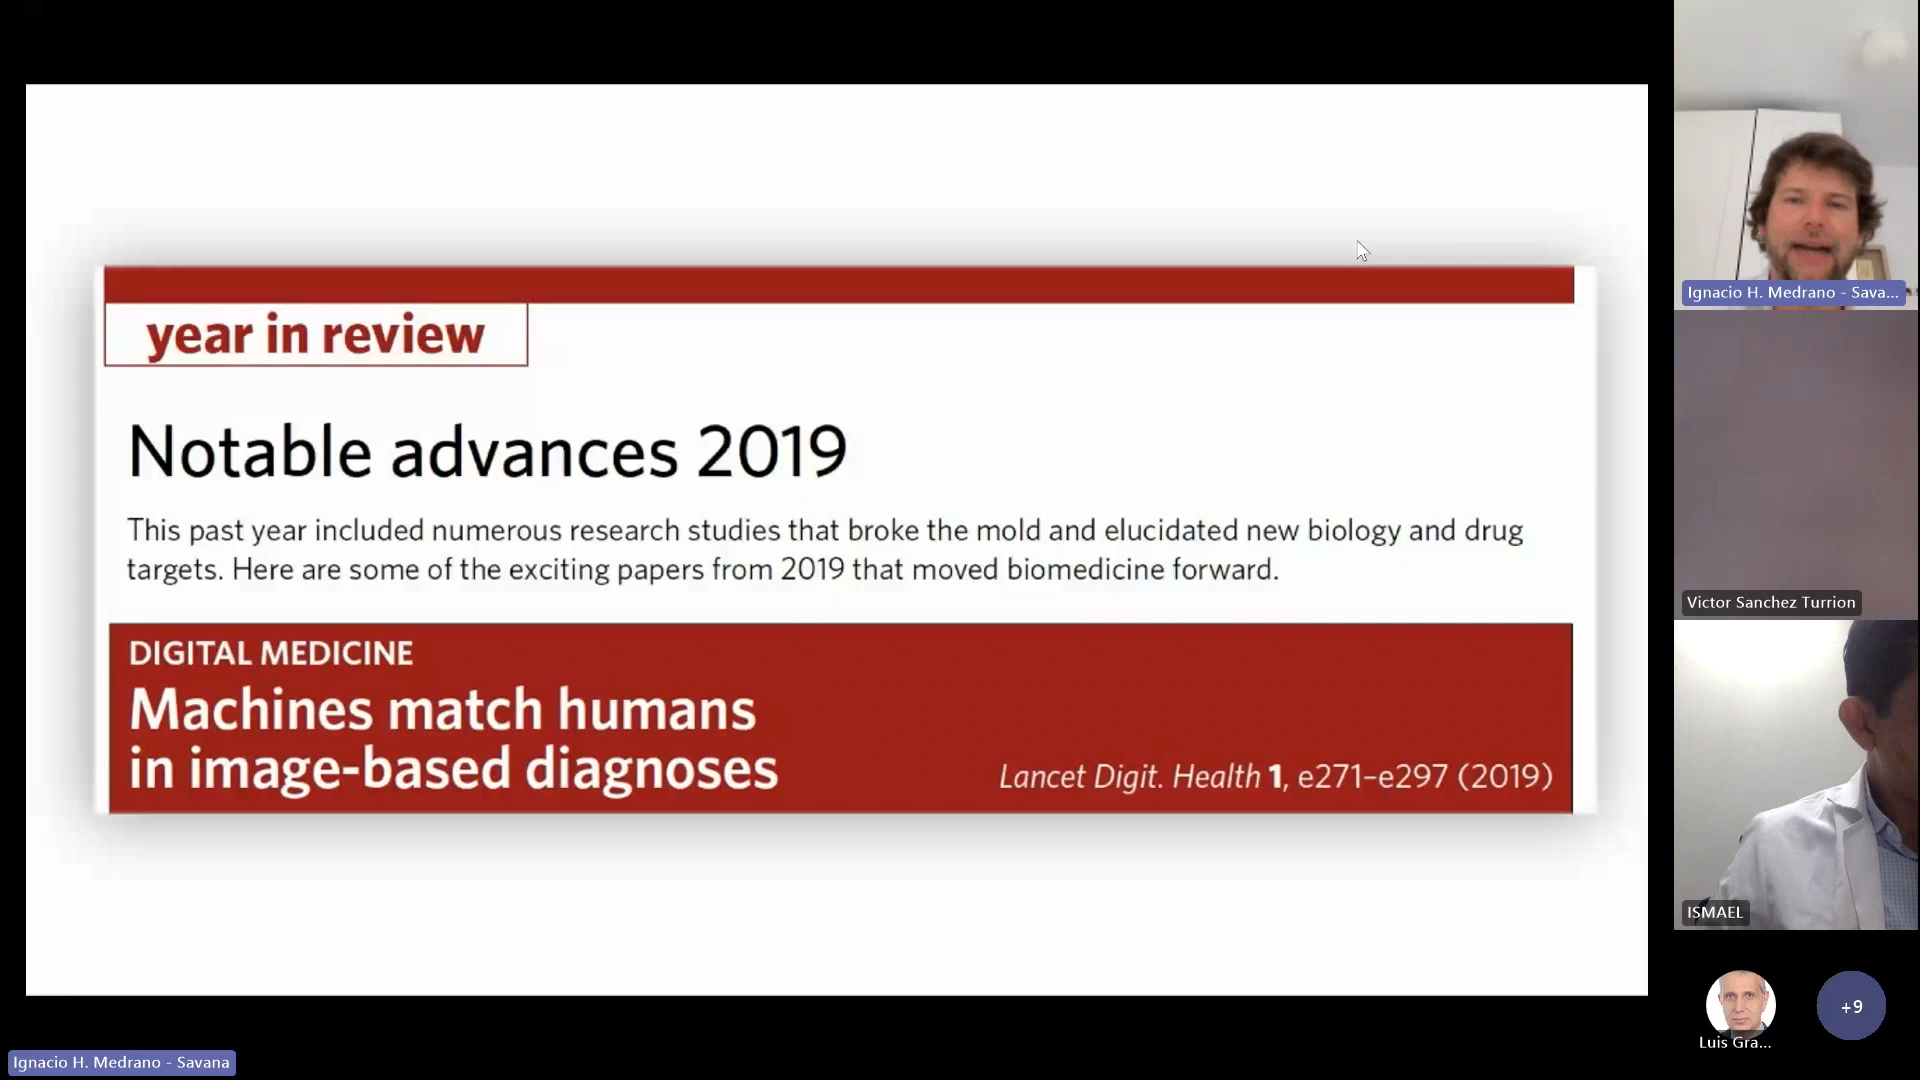 year in review
Notable advances 2019
This past year included numerous research studies that broke the mold and elucidated new biology and drug
targets. Here are some of the exciting papers from 2019 that moved biomedicine forward.
DIGITAL MEDICINE
Machines match humans
in image-based diagnoses
Lancet Digit. Health 1, e271–e297 (2019)
Ignacio H. Medrano - Sava...
Victor Sanchez Turrion
ISMAEL
Luis Gra...
+9
Ignacio H. Medrano - Savana